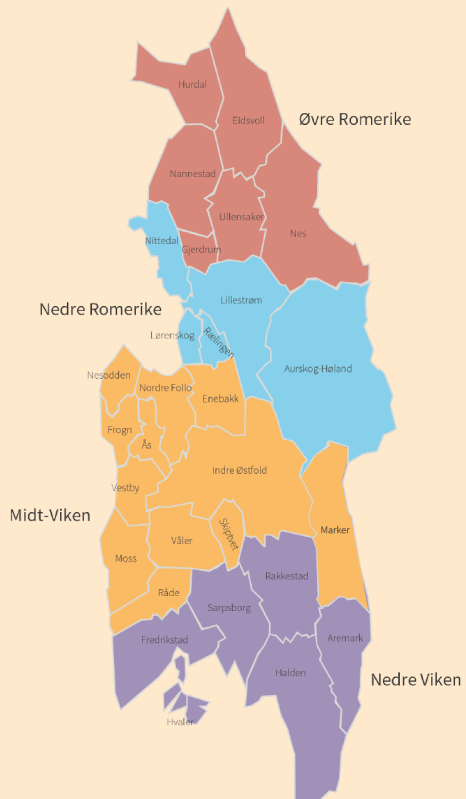 Hurdal
Eidsvoll
Øvre Romerike
Nannestad
Ullensaker
Nes
Nittedal
Gjerdrum
Lillestrøm
Nedre Romerike
Lørenskog
Rælingen
Aurskog-Høland
Nesodden
Nordre Follo
Enebakk
Frogn
Ås
Indre Østfold
Vestby
Midt-Viken
Marker
Skiptvet
Våler
Moss
Rakkestad
Råde
Sarpsborg
Fredrikstad
Aremark
Halden
Nedre Viken
Hvaler